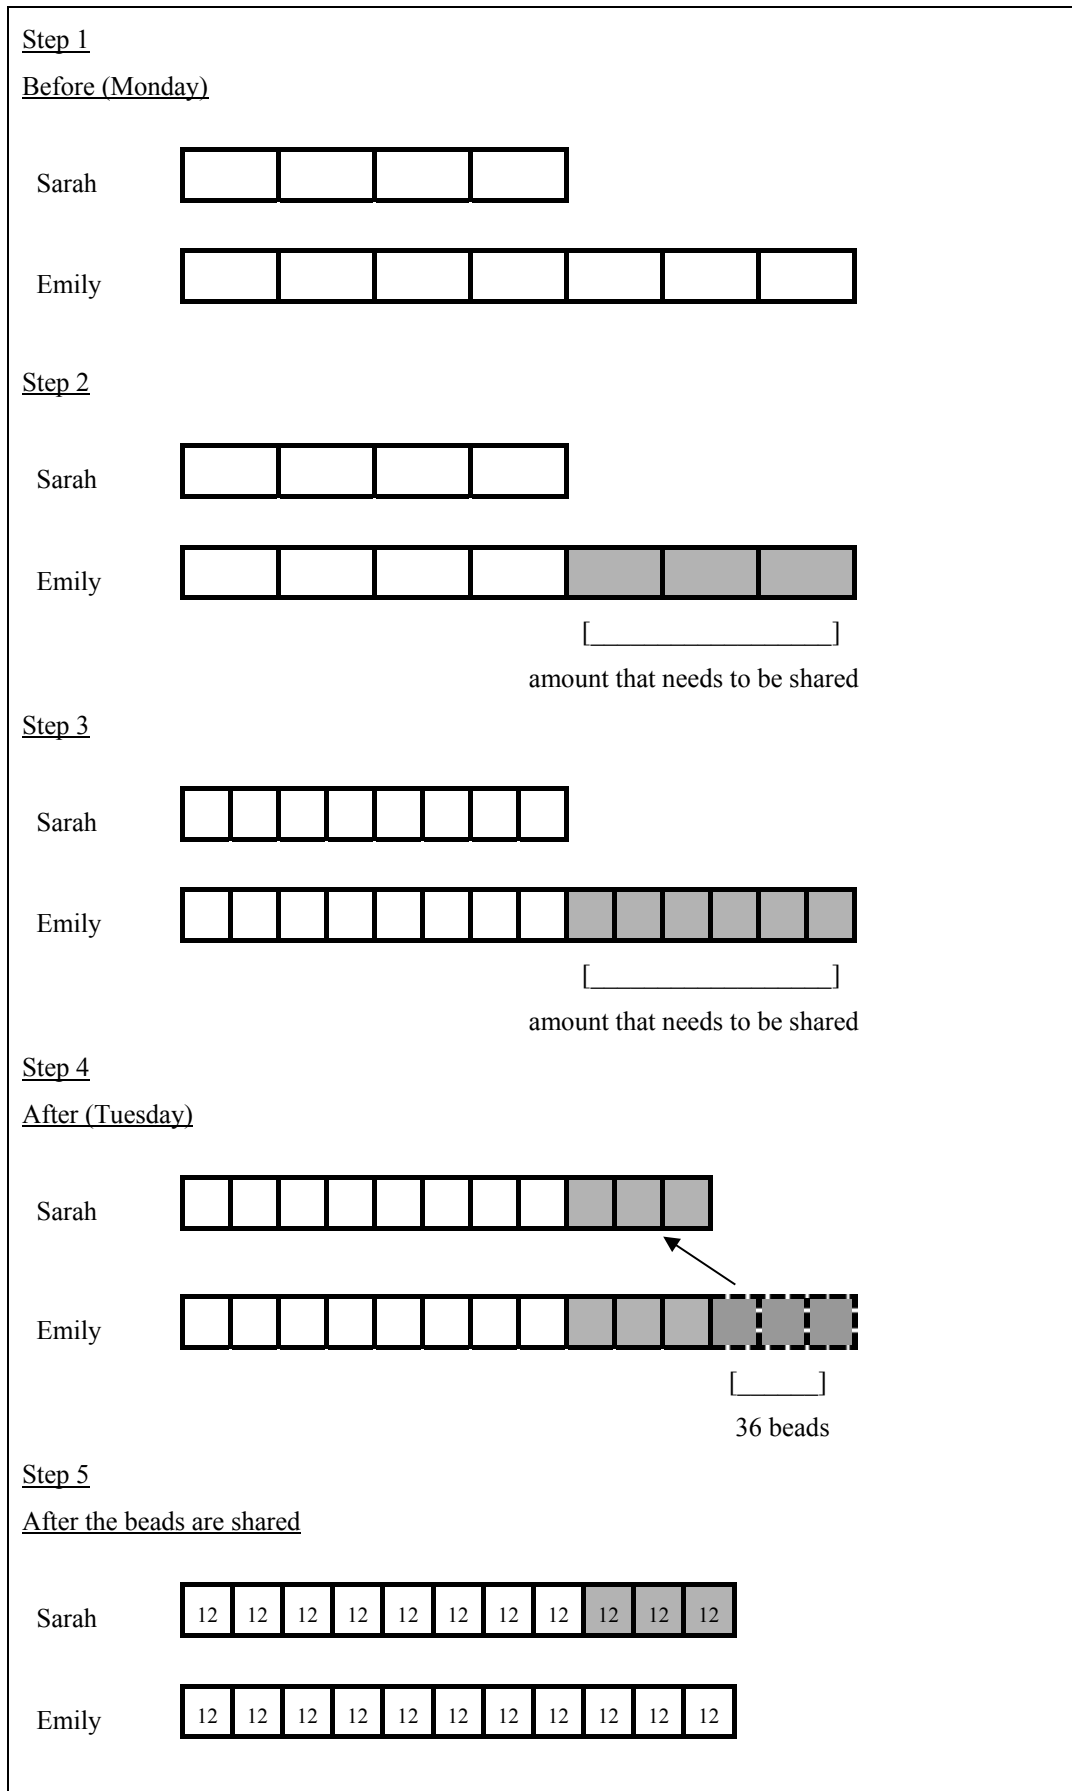 Step 1
Before (Monday)
Sarah
Emily
Step 2
Sarah
Emily
[___________________]
amount that needs to be shared
Step 3
Sarah
Emily
[___________________]
amount that needs to be shared
Step 4
After (Tuesday)
Sarah
Emily
[______]
36 beads
Step 5
After the beads are shared
Sarah 12 12 12 12 12 12 12 12 12 12 12
Emily 12 12 12 12 12 12 12 12 12 12 12